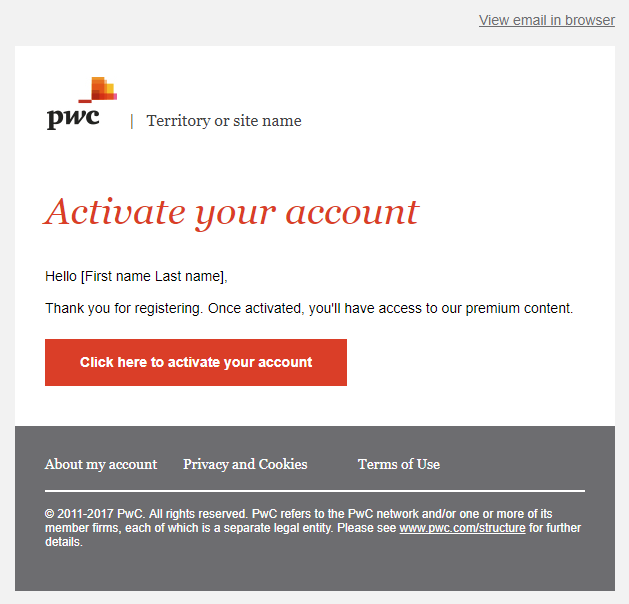 View email in browser
pwc | Territory or site name
Activate your account
Hello [First name Last name],
Thank you for registering. Once activated, you'll have access to our premium content.
Click here to activate your account
About my account Privacy and Cookies Terms of Use
© 2011-2017 PwC. All rights reserved. PwC refers to the PwC network and/or one or more of its
member firms, each of which is a separate legal entity. Please see www.pwc.com/structure for further
details.